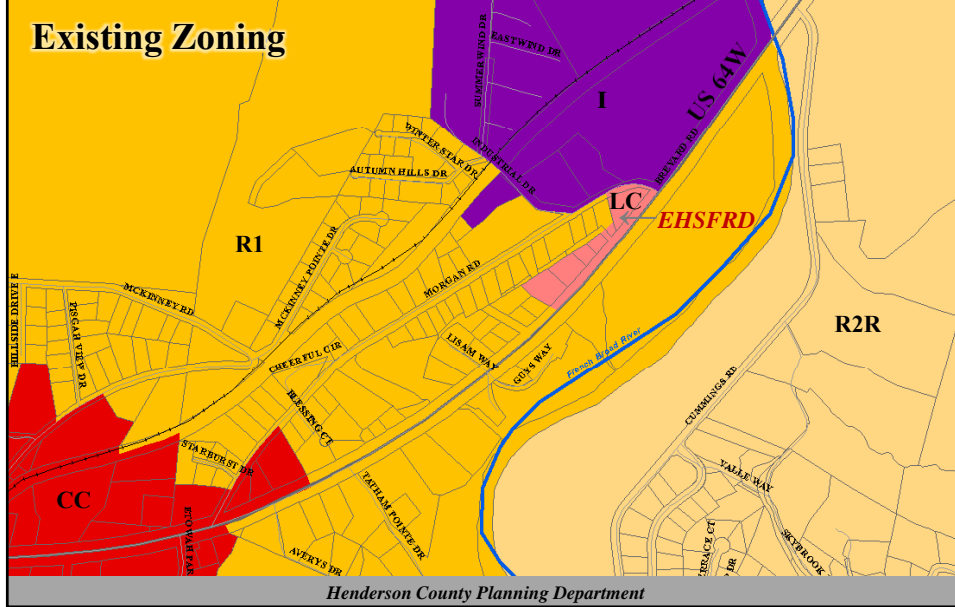 Existing Zoning
EASTWIND DR
SUMMERWIND DR
I
US 64W
WINTER STAR DR
INDUSTRIAL DR
BREVARD RD
AUTUMN HILLS DR
LC
EHSFRD
R1
MCKINNEY POINTE DR
MORGAN RD
HILLSIDE DRIVE E
MCKINNEY RD
PISGAH VIEW DR
R2R
LISAM WAY
CHEERFUL CIR
GUYS WAY
French Broad River
CUMMINGS RD
BLESSING CT
STARBURST DR
VALLE WAY
CC
TATHAM POINTE DR
SKYBROOK
AVERYS DR
Henderson County Planning Department